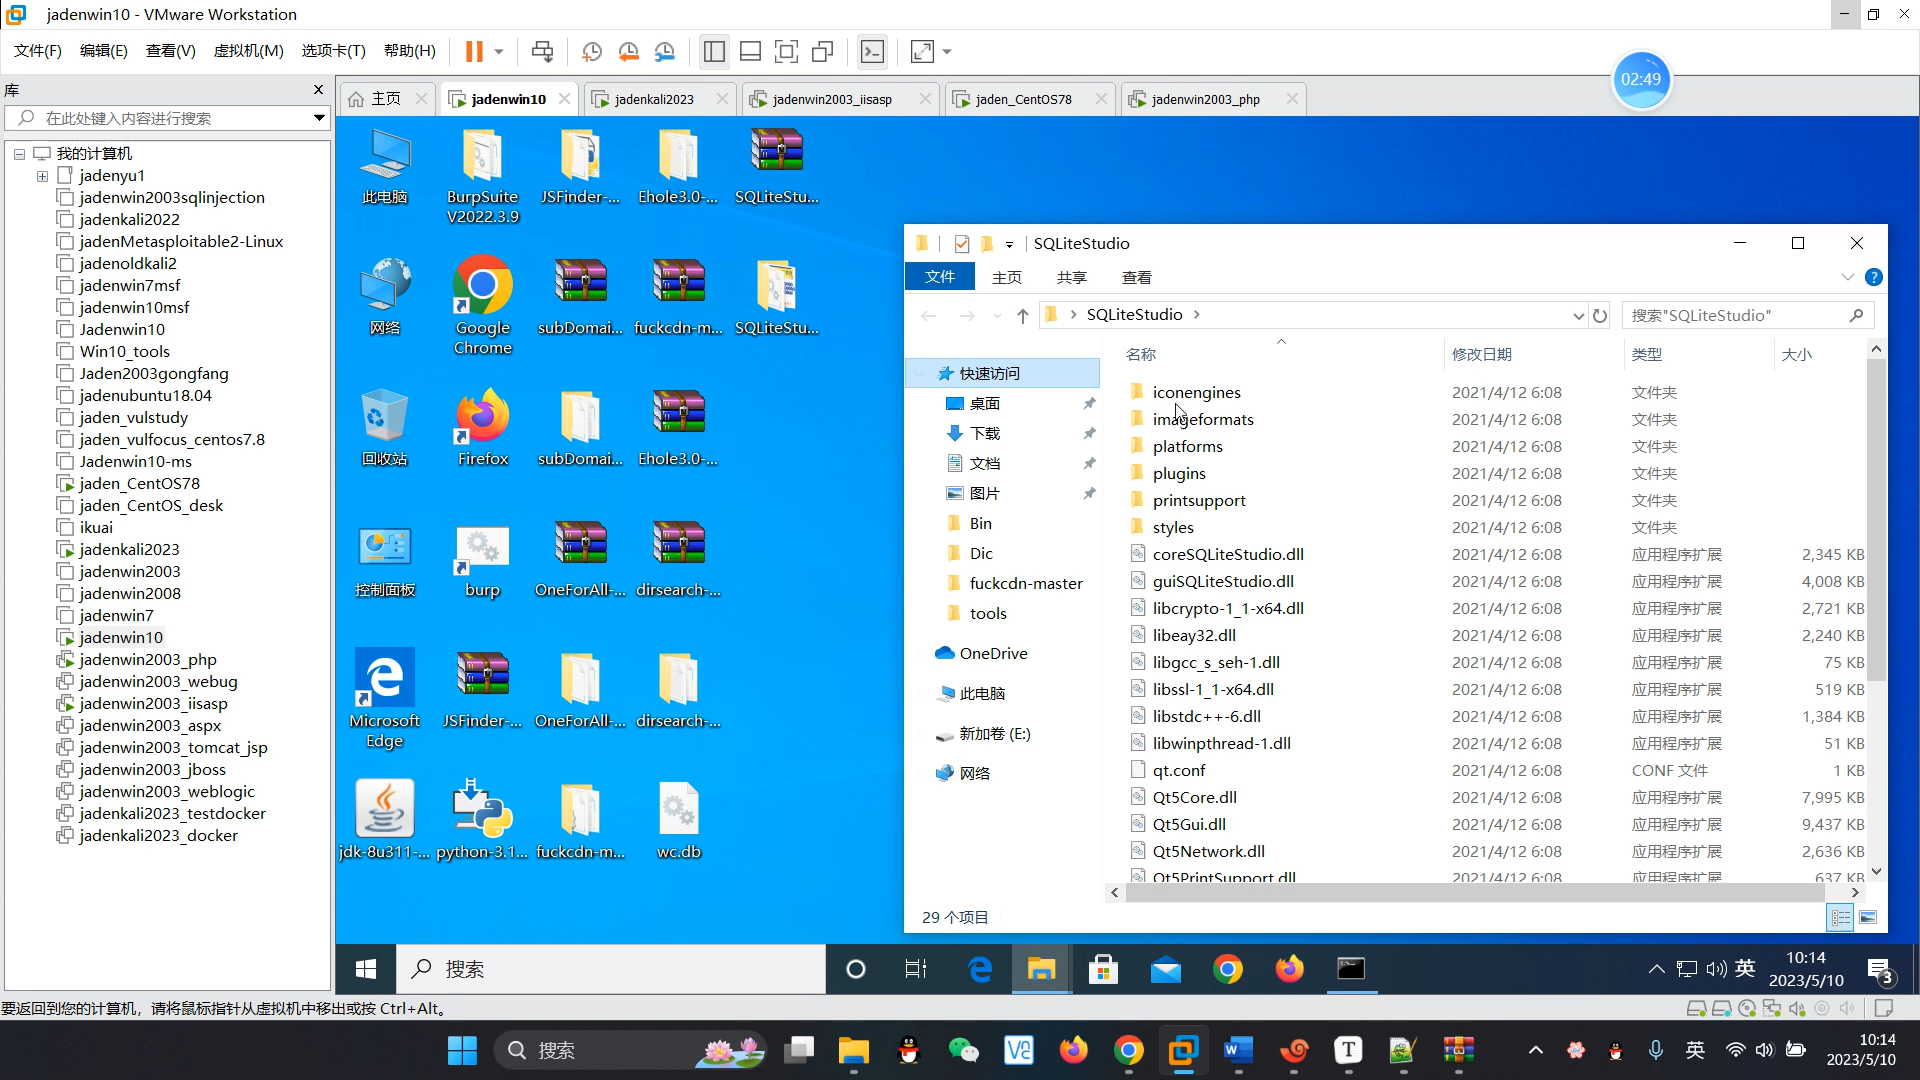 jadenwin10 - VMware Workstation
文件(F) 编辑(E) 查看(V) 虚拟机(M) 选项卡(T) 帮助(H)
02:49
库
在此处键入内容进行搜索
主页
jadenwin10
jadenkali2023
jadenwin2003_iisasp
jaden_CentOS78
jadenwin2003_php
我的计算机
jadenyu1
jadenwin2003sqlinjection
jadenkali2022
jadenMetasploitable2-Linux
jadenoldkali2
jadenwin7msf
jadenwin10msf
Jadenwin10
Win10_tools
Jaden2003gongfang
jadenubuntu18.04
jaden_vulstudy
jaden_vulfocus_centos7.8
Jadenwin10-ms
jaden_CentOS78
jaden_CentOS_desk
ikuai
jadenkali2023
jadenwin2003
jadenwin2008
jadenwin7
jadenwin10
jadenwin2003_php
jadenwin2003_webug
jadenwin2003_iisasp
jadenwin2003_aspx
jadenwin2003_tomcat_jsp
jadenwin2003_jboss
jadenwin2003_weblogic
jadenkali2023_testdocker
jadenkali2023_docker
此电脑
BurpSuite V2022.3.9
JSFinder-...
Ehole3.0-...
SQLiteStu...
网络
Google Chrome
subDomai...
fuckcdn-m...
SQLiteStu...
回收站
Firefox
subDomai...
Ehole3.0-...
控制面板
burp
OneForAll-...
dirsearch-...
Microsoft Edge
JSFinder-...
OneForAll-...
dirsearch-...
jdk-8u311-...
python-3.1...
fuckcdn-m...
wc.db
SQLiteStudio
文件 主页 共享 查看
SQLiteStudio
搜索"SQLiteStudio"
快速访问
桌面
下载
文档
图片
Bin
Dic
fuckcdn-master
tools
OneDrive
此电脑
新加卷 (E:)
网络
名称 修改日期 类型 大小
iconengines 2021/4/12 6:08 文件夹
imageformats 2021/4/12 6:08 文件夹
platforms 2021/4/12 6:08 文件夹
plugins 2021/4/12 6:08 文件夹
printsupport 2021/4/12 6:08 文件夹
styles 2021/4/12 6:08 文件夹
coreSQLiteStudio.dll 2021/4/12 6:08 应用程序扩展 2,345 KB
guiSQLiteStudio.dll 2021/4/12 6:08 应用程序扩展 4,008 KB
libcrypto-1_1-x64.dll 2021/4/12 6:08 应用程序扩展 2,721 KB
libeay32.dll 2021/4/12 6:08 应用程序扩展 2,240 KB
libgcc_s_seh-1.dll 2021/4/12 6:08 应用程序扩展 75 KB
libssl-1_1-x64.dll 2021/4/12 6:08 应用程序扩展 519 KB
libstdc++-6.dll 2021/4/12 6:08 应用程序扩展 1,384 KB
libwinpthread-1.dll 2021/4/12 6:08 应用程序扩展 51 KB
qt.conf 2021/4/12 6:08 CONF 文件 1 KB
Qt5Core.dll 2021/4/12 6:08 应用程序扩展 7,995 KB
Qt5Gui.dll 2021/4/12 6:08 应用程序扩展 9,437 KB
Qt5Network.dll 2021/4/12 6:08 应用程序扩展 2,636 KB
Qt5PrintSupport.dll 2021/4/12 6:08 应用程序扩展 637 KB
29 个项目
搜索
英
10:14
2023/5/10
3
要返回到您的计算机，请将鼠标指针从虚拟机中移出或按 Ctrl+Alt。
搜索
英
10:14
2023/5/10